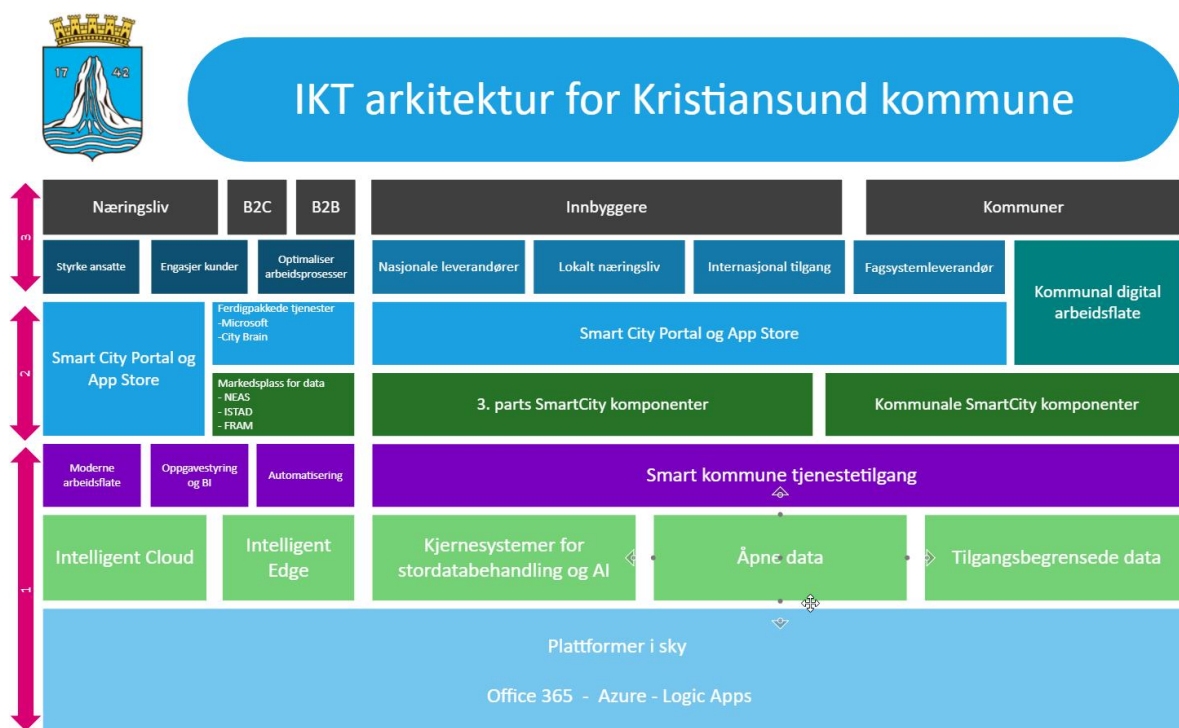 17 42
IKT arkitektur for Kristiansund kommune
3
Næringsliv
B2C
B2B
Innbyggere
Kommuner
Styrke ansatte
Engasjer kunder
Optimaliser
arbeidsprosesser
Nasjonale leverandører
Lokalt næringsliv
Internasjonal tilgang
Fagsystemleverandør
Kommunal digital
arbeidsflate
2
Smart City Portal og
App Store
Ferdigpakkede tjenester
-Microsoft
-City Brain
Smart City Portal og App Store
Markedsplass for data
- NEAS
- ISTAD
- FRAM
3. parts SmartCity komponenter
Kommunale SmartCity komponenter
1
Moderne
arbeidsflate
Oppgavestyring
og BI
Automatisering
Smart kommune tjenestetilgang
Intelligent Cloud
Intelligent
Edge
Kjernesystemer for
stordatabehandling og AI
Åpne data
Tilgangsbegrensede data
Plattformer i sky
Office 365 - Azure - Logic Apps